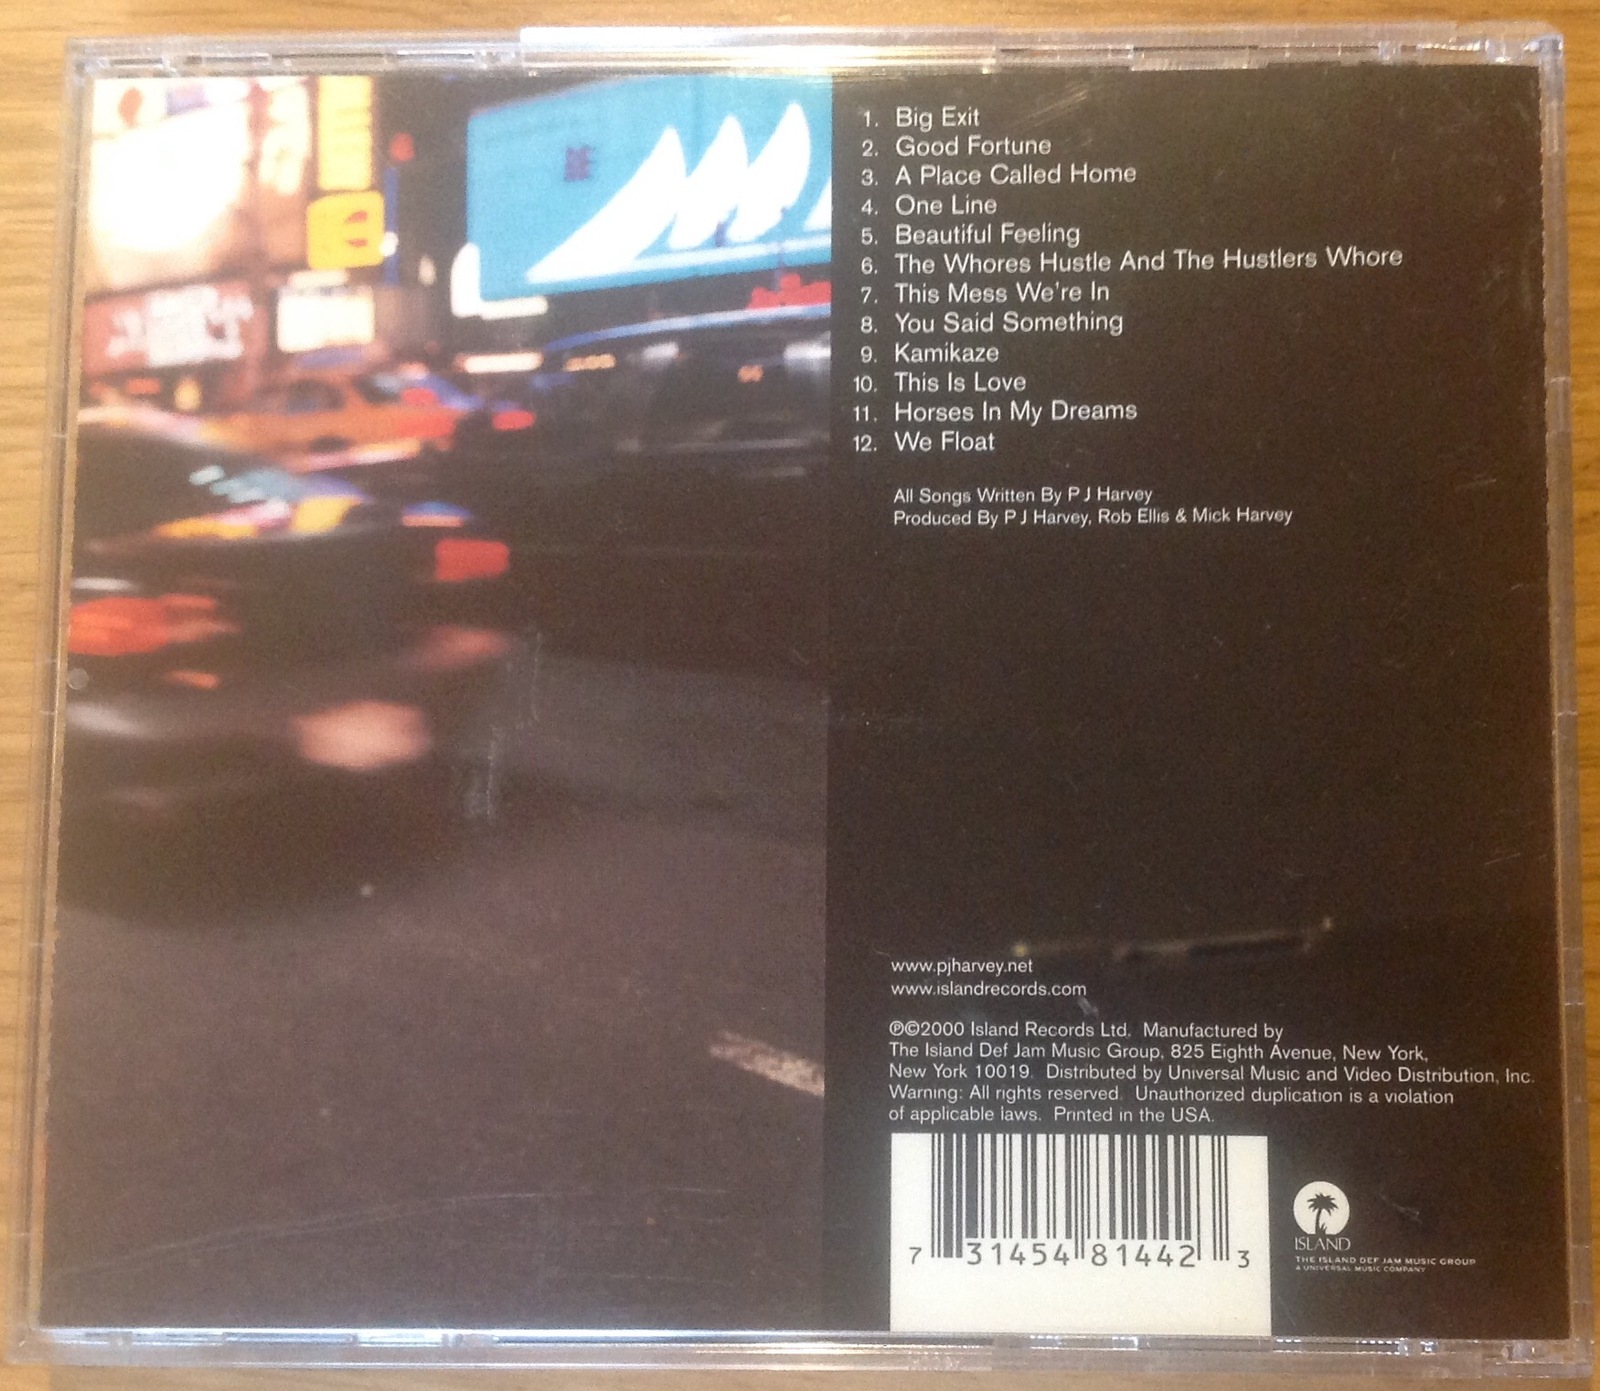 1. Big Exit
2. Good Fortune
3. A Place Called Home
4. One Line
5. Beautiful Feeling
6. The Whores Hustle And The Hustlers Whore
7. This Mess We're In
8. You Said Something
9. Kamikaze
10. This Is Love
11. Horses In My Dreams
12. We Float
All Songs Written By P J Harvey
Produced By P J Harvey, Rob Ellis & Mick Harvey
www.pjharvey.net
www.islandrecords.com
℗©2000 Island Records Ltd. Manufactured by
The Island Def Jam Music Group, 825 Eighth Avenue, New York,
New York 10019. Distributed by Universal Music and Video Distribution, Inc.
Warning: All rights reserved. Unauthorized duplication is a violation
of applicable laws. Printed in the USA.
7 31454 81442 3
ISLAND
THE ISLAND DEF JAM MUSIC GROUP
A UNIVERSAL MUSIC COMPANY